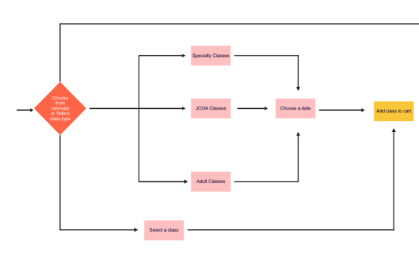 Specialty Classes
Choose
from
calendar
or Select
class type
JCOA Classes
Choose a date
Add class to cart
Adult Classes
Select a class